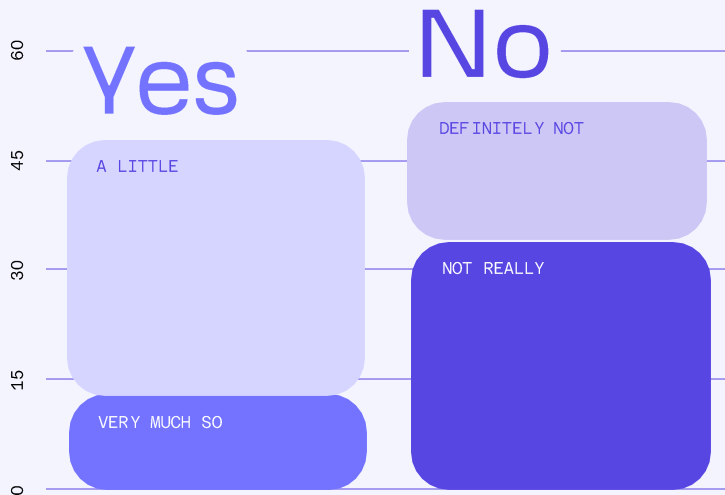 Yes
No
60
DEFINITELY NOT
45
A LITTLE
30
NOT REALLY
15
VERY MUCH SO
0